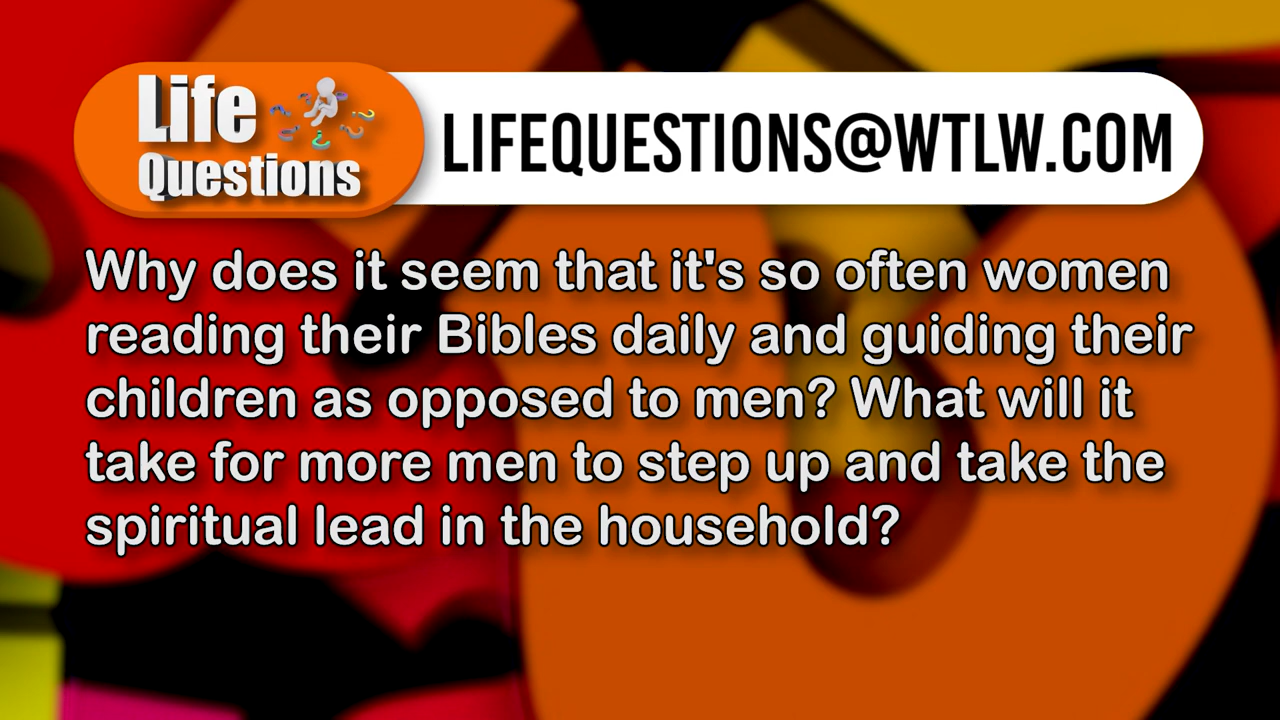 Life
Questions
LIFEQUESTIONS@WTLW.COM
Why does it seem that it's so often women
reading their Bibles daily and guiding their
children as opposed to men? What will it
take for more men to step up and take the
spiritual lead in the household?